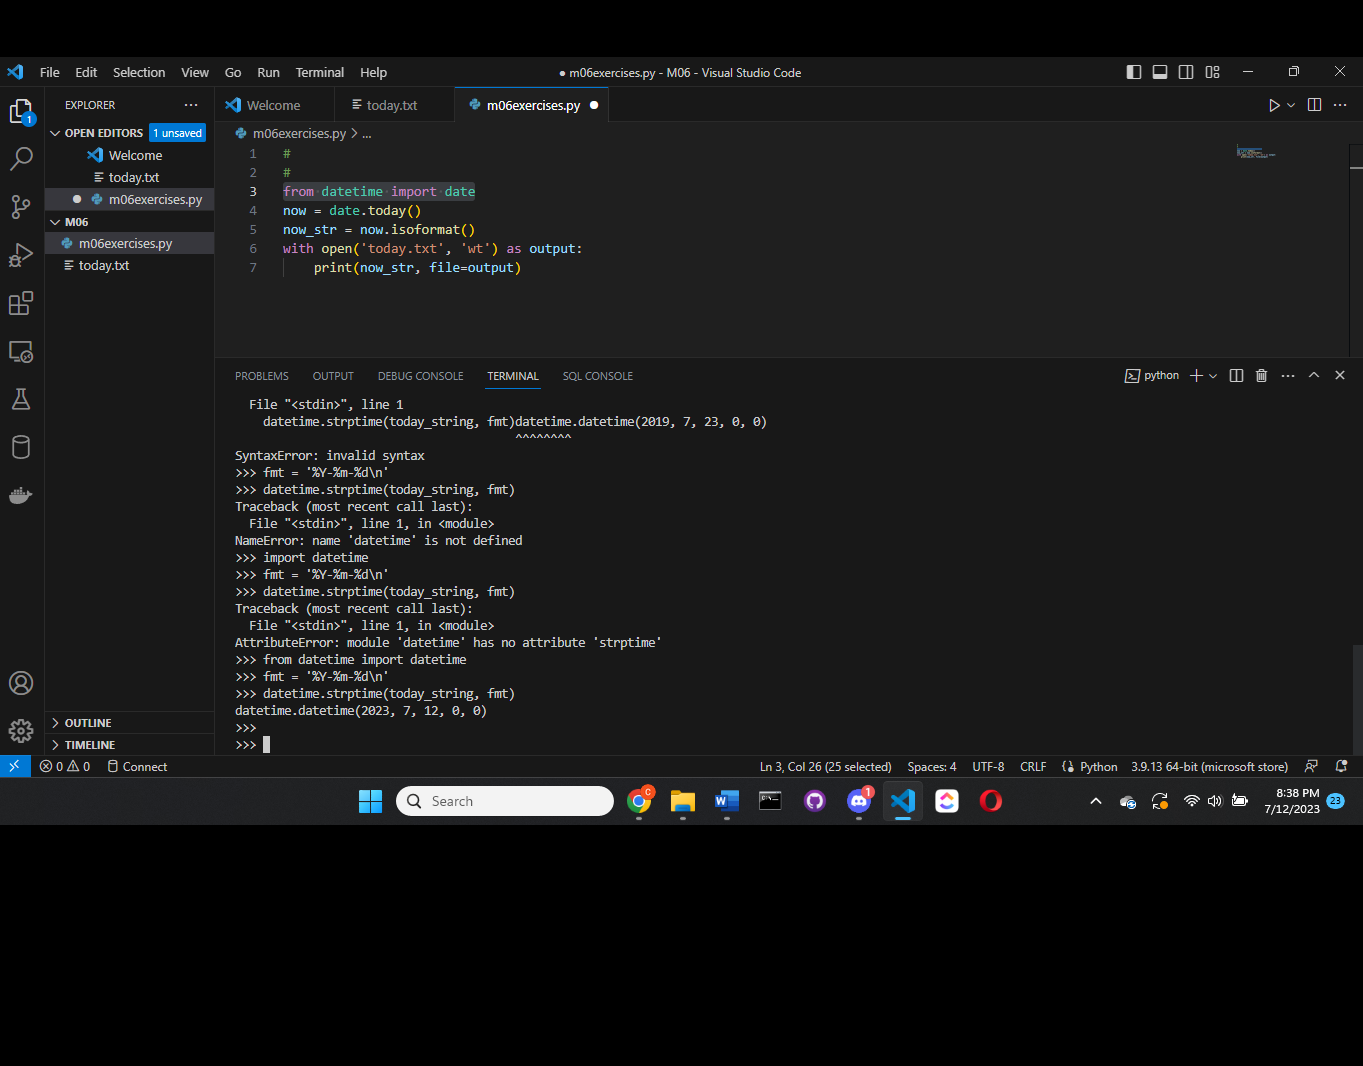 File Edit Selection View Go Run Terminal Help
● m06exercises.py - M06 - Visual Studio Code
EXPLORER ...
Welcome today.txt m06exercises.py ●
1
OPEN EDITORS 1 unsaved
Welcome
today.txt
● m06exercises.py
M06
m06exercises.py
today.txt
OUTLINE
TIMELINE
m06exercises.py > ...
1 #
2 #
3 from datetime import date
4 now = date.today()
5 now_str = now.isoformat()
6 with open('today.txt', 'wt') as output:
7     print(now_str, file=output)
PROBLEMS OUTPUT DEBUG CONSOLE TERMINAL SQL CONSOLE
python
  File "<stdin>", line 1
    datetime.strptime(today_string, fmt)datetime.datetime(2019, 7, 23, 0, 0)
                                        ^^^^^^^^
SyntaxError: invalid syntax
>>> fmt = '%Y-%m-%d\n'
>>> datetime.strptime(today_string, fmt)
Traceback (most recent call last):
  File "<stdin>", line 1, in <module>
NameError: name 'datetime' is not defined
>>> import datetime
>>> fmt = '%Y-%m-%d\n'
>>> datetime.strptime(today_string, fmt)
Traceback (most recent call last):
  File "<stdin>", line 1, in <module>
AttributeError: module 'datetime' has no attribute 'strptime'
>>> from datetime import datetime
>>> fmt = '%Y-%m-%d\n'
>>> datetime.strptime(today_string, fmt)
datetime.datetime(2023, 7, 12, 0, 0)
>>>
>>>
0 0 Connect
Ln 3, Col 26 (25 selected) Spaces: 4 UTF-8 CRLF Python 3.9.13 64-bit (microsoft store)
Search
C
W
1
8:38 PM
7/12/2023
23